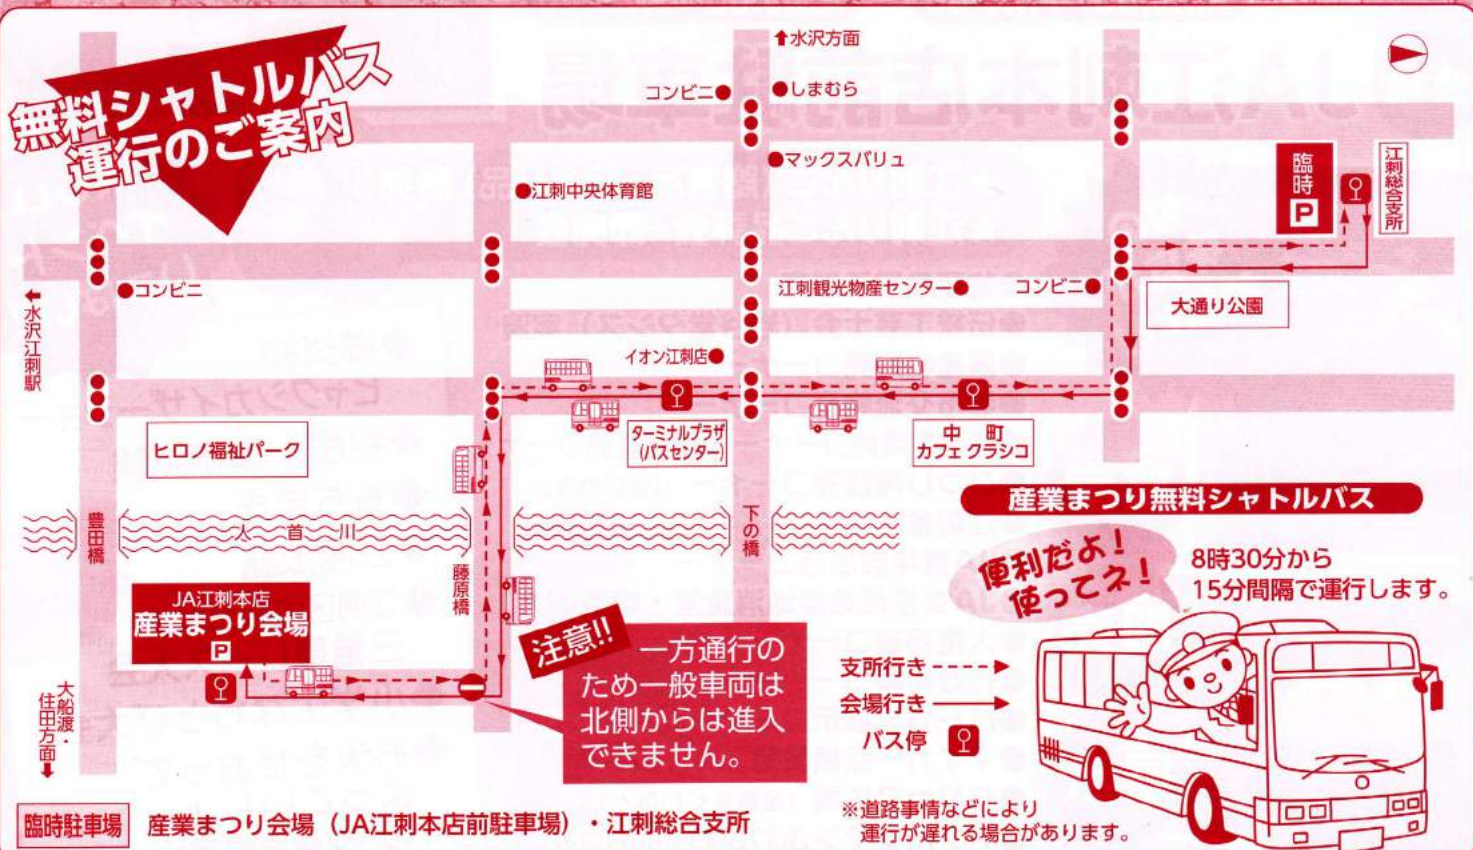 無料シャトルバス
運行のご案内
↑水沢方面
コンビニ●
●しまむら
●マックスバリュ
●江刺中央体育館
臨時
P
江刺総合支所
←水沢江刺駅
●コンビニ
江刺観光物産センター●
コンビニ●
大通り公園
イオン江刺店●
ヒロノ福祉パーク
ターミナルプラザ
(バスセンター)
中町
カフェ クラシコ
豊田橋
人首川
藤原橋
下の橋
産業まつり無料シャトルバス
便利だよ!
使ってネ!
8時30分から
15分間隔で運行します。
JA江刺本店
産業まつり会場
P
注意!!
一方通行の
ため一般車両は
北側からは進入
できません。
支所行き
会場行き
バス停
大船渡・
住田方面→
臨時駐車場 産業まつり会場(JA江刺本店前駐車場)・江刺総合支所
※道路事情などにより
運行が遅れる場合があります。